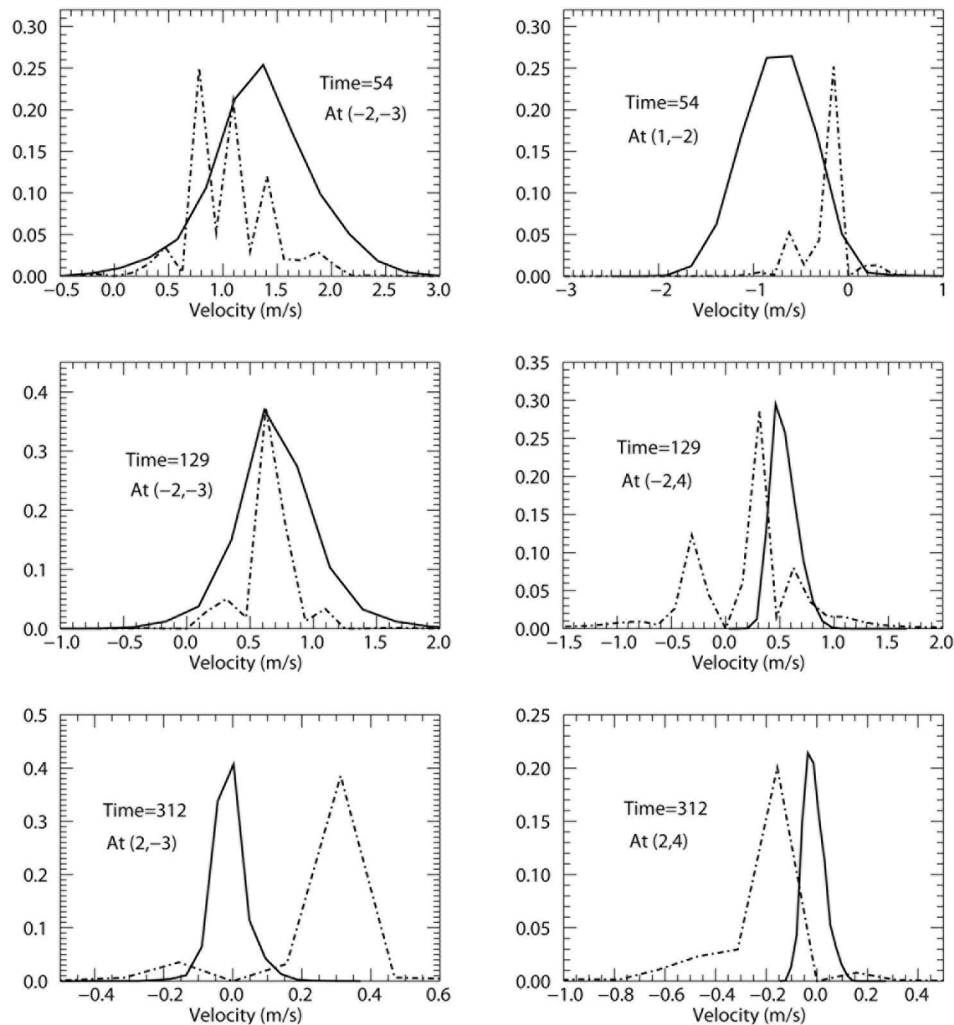 0.30
0.25
0.20
0.15
0.10
0.05
0.00
Time=54
At (−2,−3)
−0.5 0.0 0.5 1.0 1.5 2.0 2.5 3.0
Velocity (m/s)
0.30
0.25
0.20
0.15
0.10
0.05
0.00
Time=54
At (1,−2)
−3 −2 −1 0 1
Velocity (m/s)
0.4
0.3
0.2
0.1
0.0
Time=129
At (−2,−3)
−1.0 −0.5 0.0 0.5 1.0 1.5 2.0
Velocity (m/s)
0.35
0.30
0.25
0.20
0.15
0.10
0.05
0.00
Time=129
At (−2,4)
−1.5 −1.0 −0.5 0.0 0.5 1.0 1.5 2.0
Velocity (m/s)
0.5
0.4
0.3
0.2
0.1
0.0
Time=312
At (2,−3)
−0.4 −0.2 0.0 0.2 0.4 0.6
Velocity (m/s)
0.25
0.20
0.15
0.10
0.05
0.00
Time=312
At (2,4)
−1.0 −0.8 −0.6 −0.4 −0.2 0.0 0.2 0.4
Velocity (m/s)